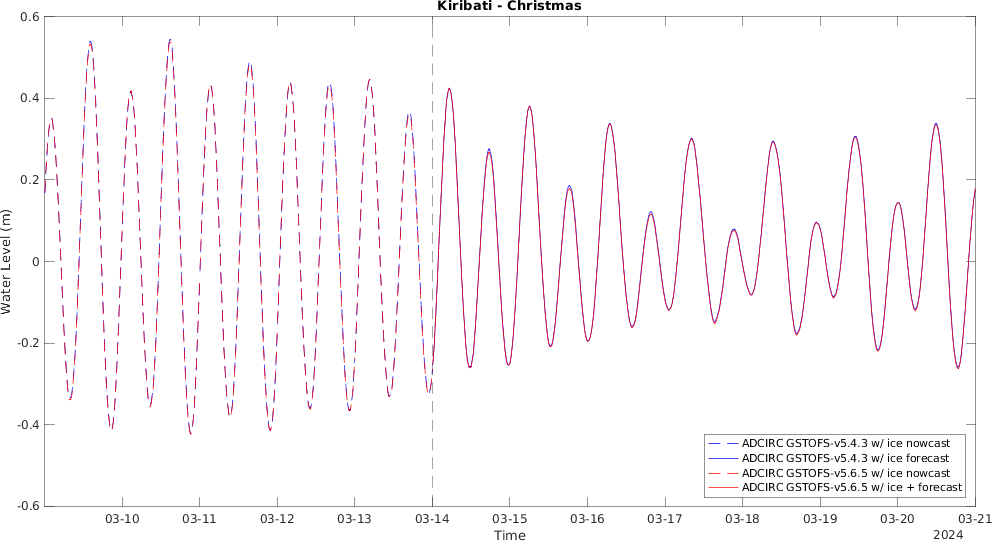 Kiribati - Christmas
0.6
0.4
0.2
0
-0.2
-0.4
-0.6
Water Level (m)
ADCIRC GSTOFS-v5.4.3 w/ ice nowcast
ADCIRC GSTOFS-v5.4.3 w/ ice forecast
ADCIRC GSTOFS-v5.6.5 w/ ice nowcast
ADCIRC GSTOFS-v5.6.5 w/ ice + forecast
03-10 03-11 03-12 03-13 03-14 03-15 03-16 03-17 03-18 03-19 03-20 03-21
Time
2024